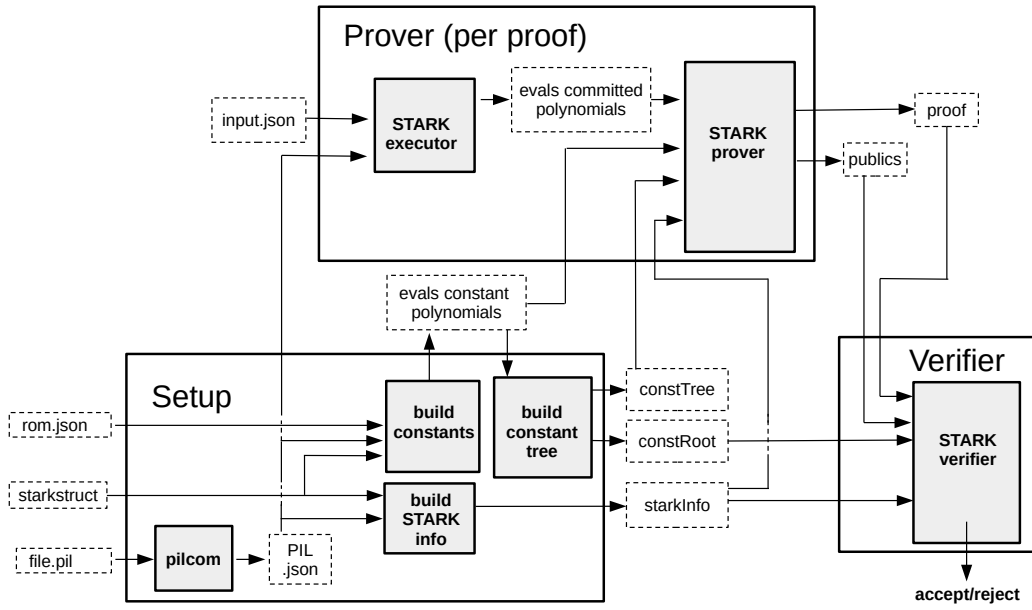 Prover (per proof)
input.json
STARK
executor
evals committed
polynomials
STARK
prover
proof
publics
evals constant
polynomials
Setup
Verifier
rom.json
build
constants
build
constant
tree
constTree
constRoot
STARK
verifier
starkstruct
build
STARK
info
starkInfo
file.pil
pilcom
PIL
.json
accept/reject